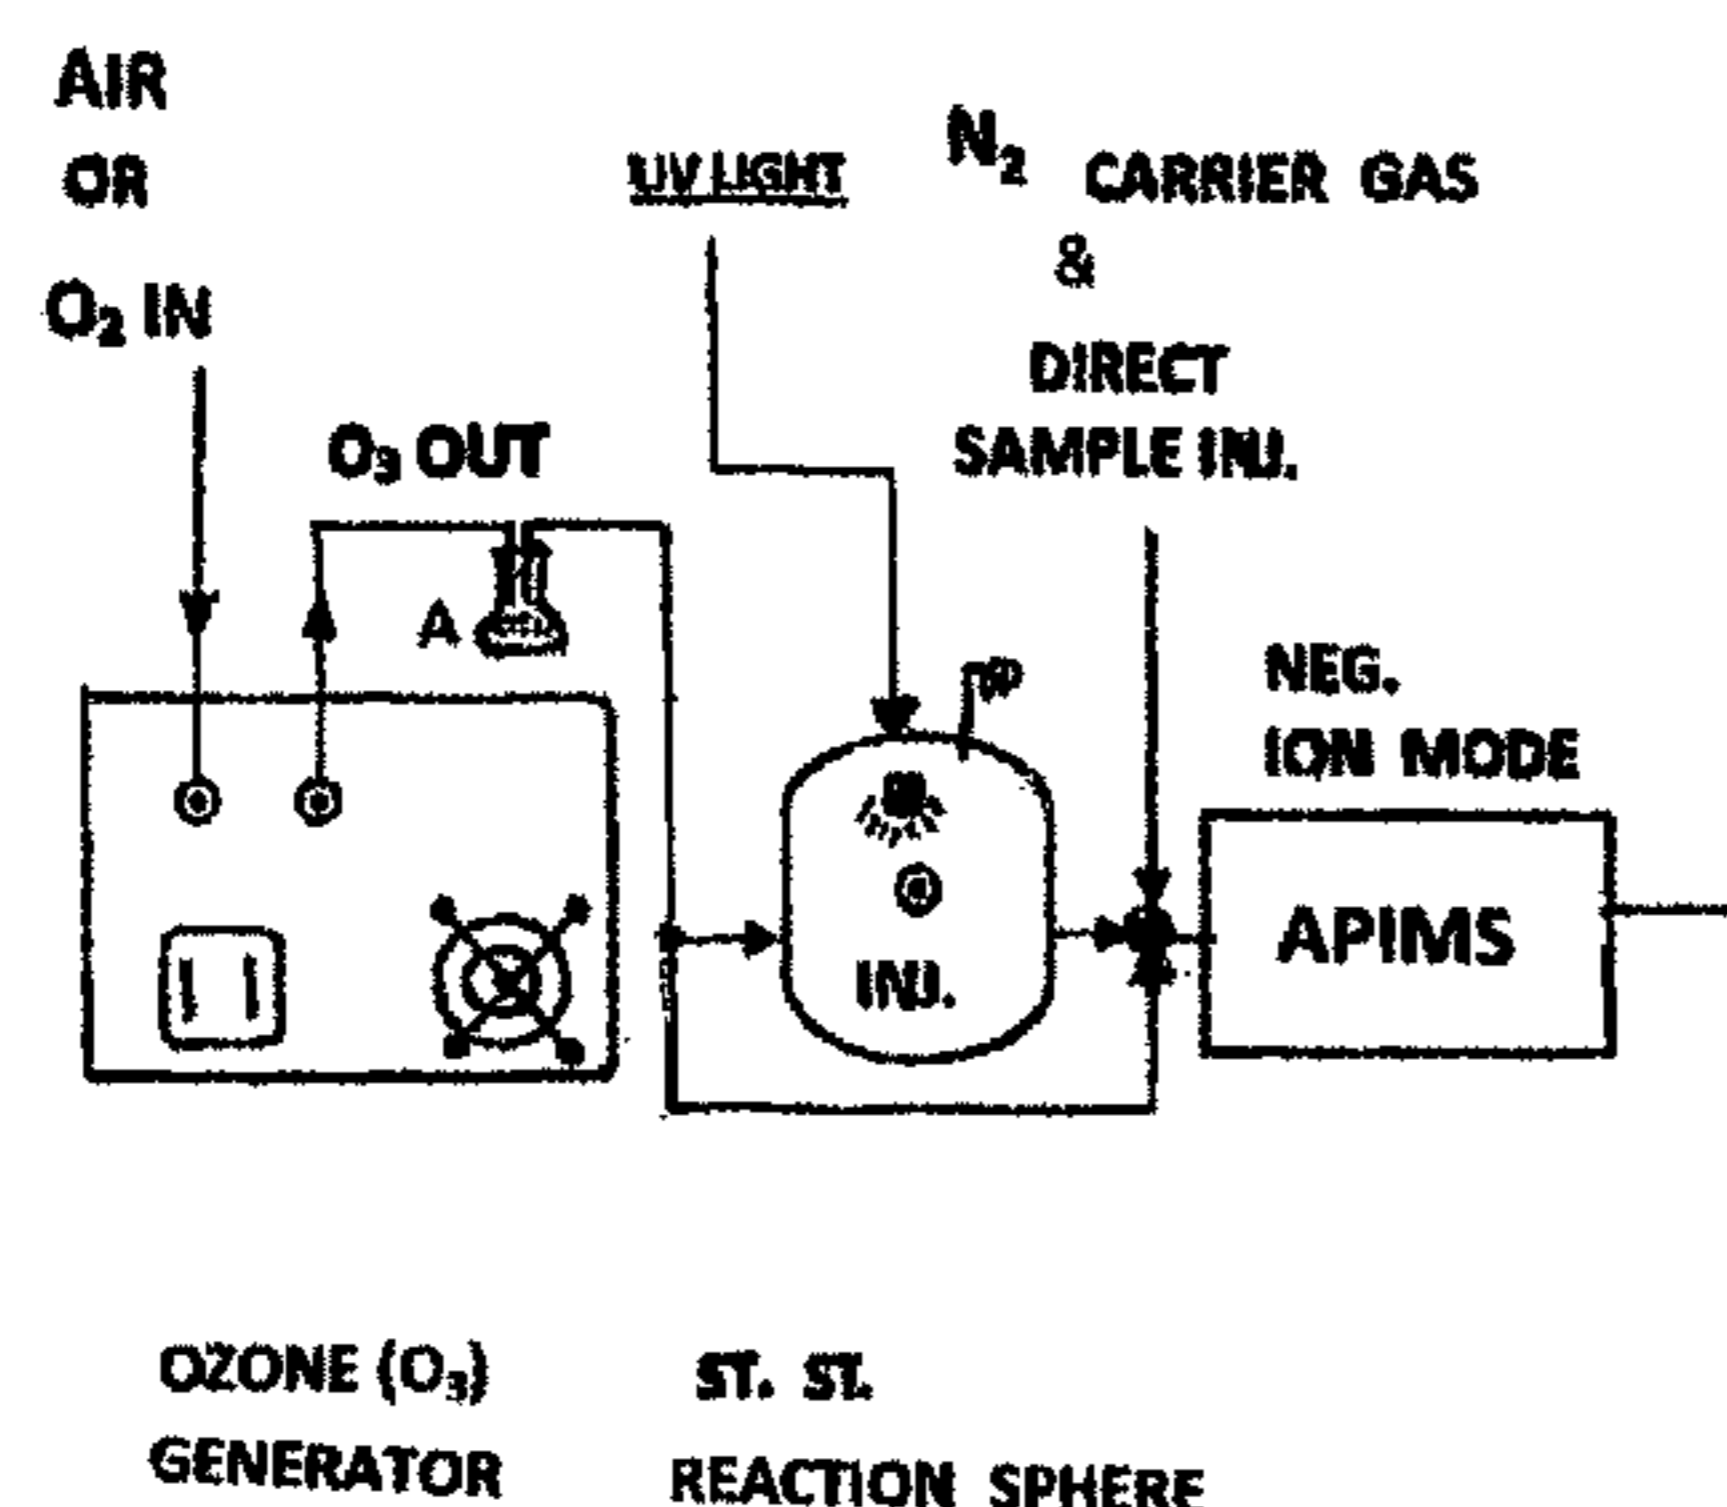 AIR
OR
O₂ IN
UV LIGHT
N₂ CARRIER GAS
&
DIRECT
SAMPLE INJ.
O₃ OUT
A
NEG.
ION MODE
INJ.
APIMS
OZONE (O₃)
GENERATOR
ST. ST.
REACTION SPHERE